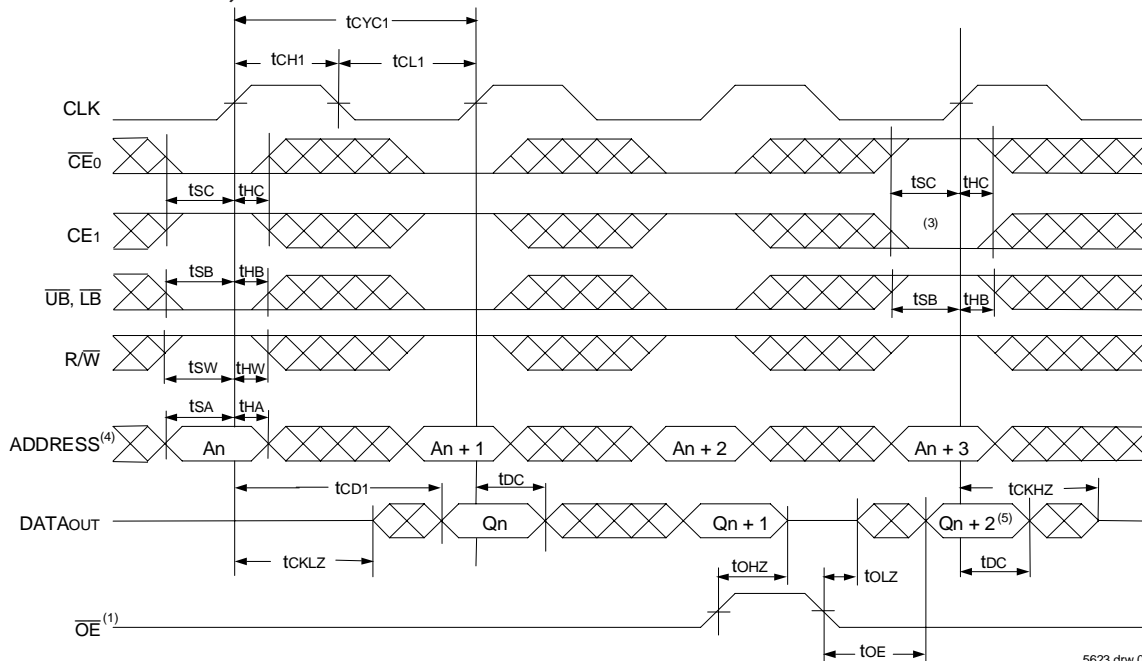 tCYC1
tCH1 tCL1
CLK
CE0
tSC tHC tSC tHC
CE1 (3)
tSB tHB
UB, LB tSB tHB
R/W
tSW tHW
tSA tHA
ADDRESS(4) An An + 1 An + 2 An + 3
tCD1 tDC tCKHZ
DATAOUT Qn Qn + 1 Qn + 2(5)
tCKLZ tOHZ tOLZ tDC
OE(1)
tOE
5623 drw